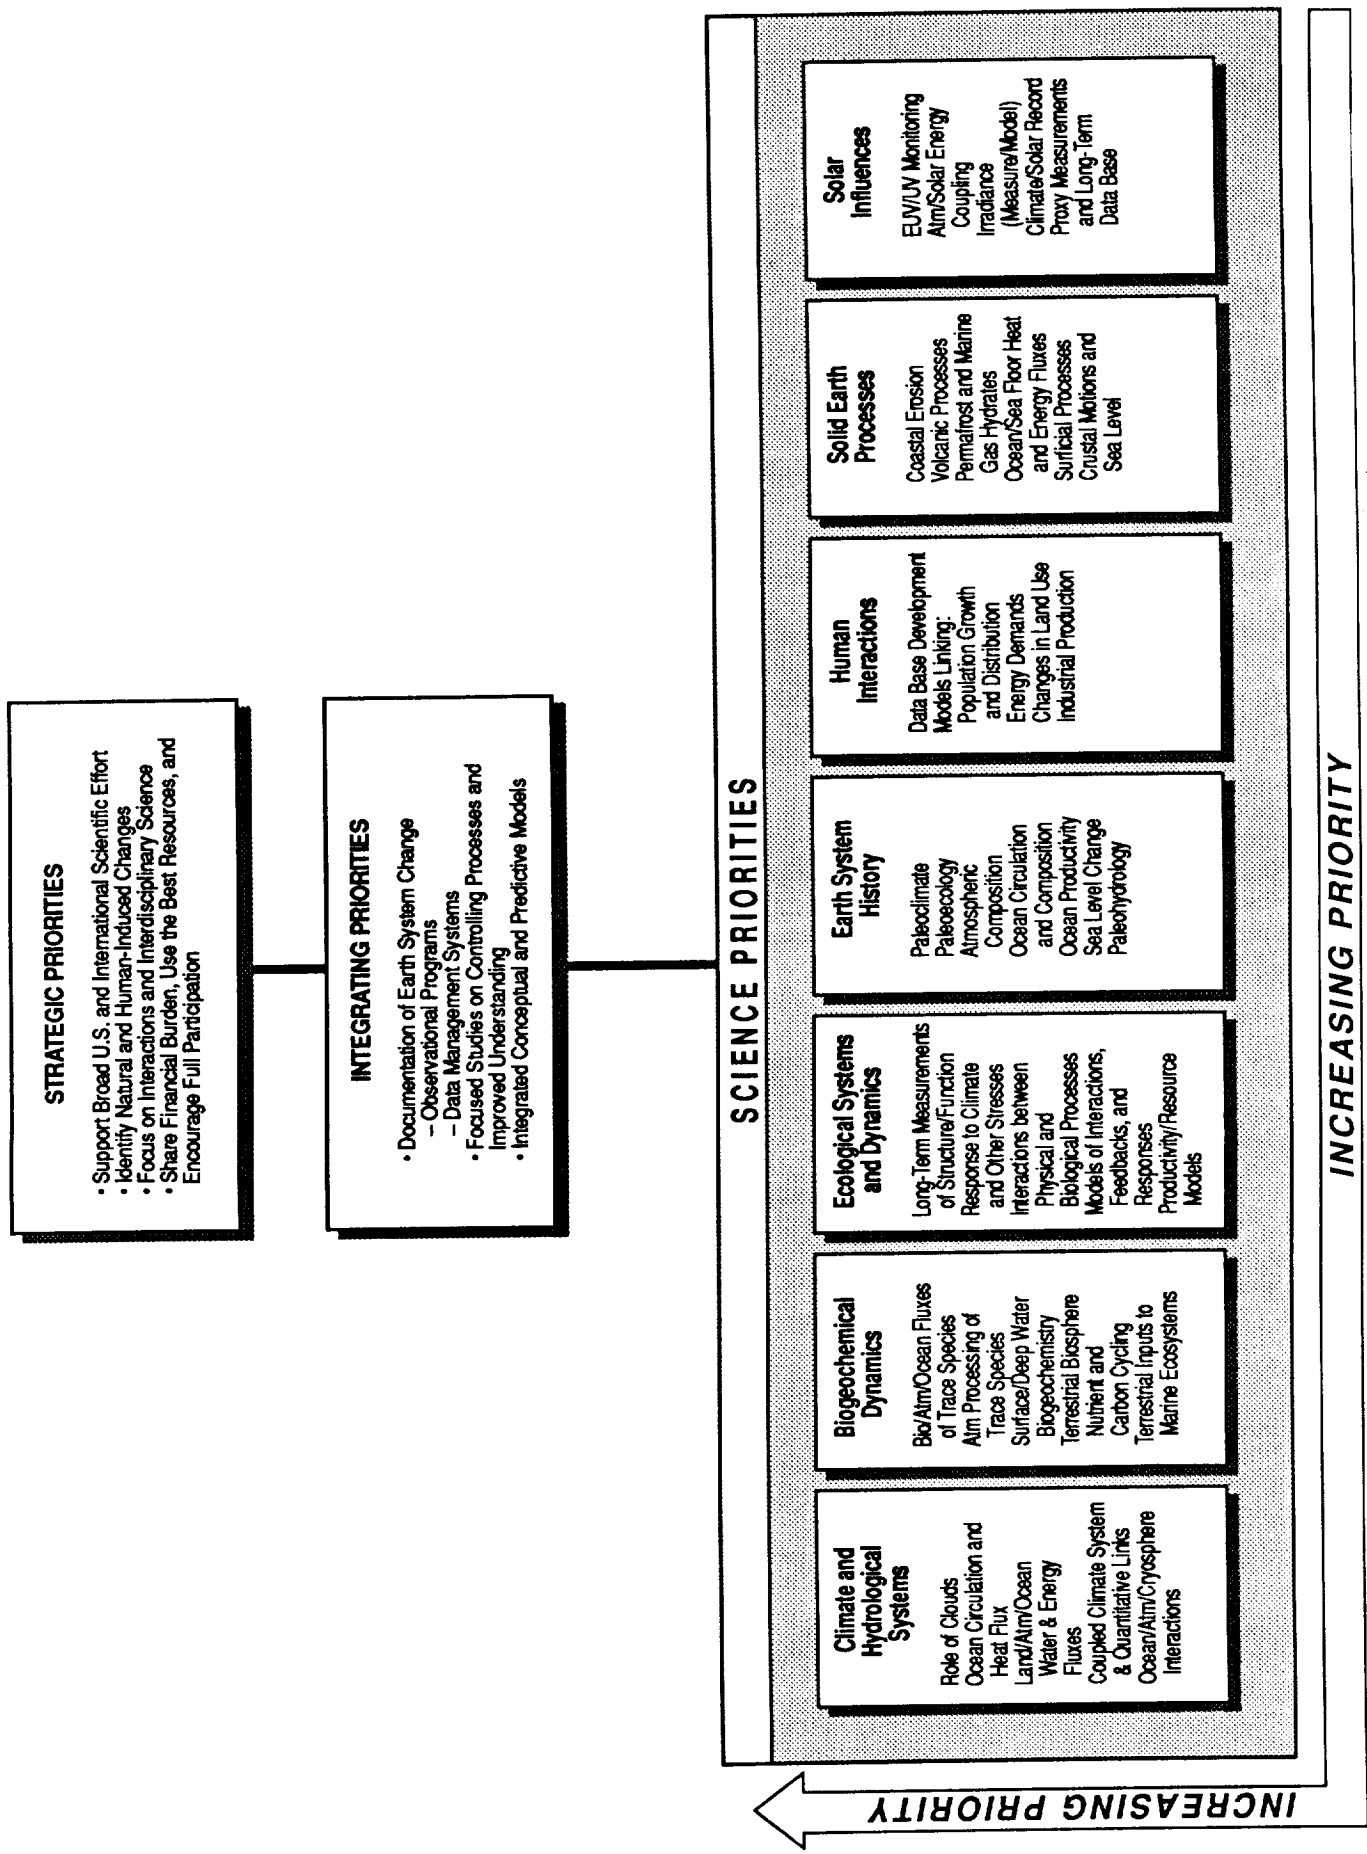 STRATEGIC PRIORITIES
• Support Broad U.S. and International Scientific Effort
• Identify Natural and Human-Induced Changes
• Focus on Interactions and Interdisciplinary Science
• Share Financial Burden, Use the Best Resources, and
Encourage Full Participation
INTEGRATING PRIORITIES
• Documentation of Earth System Change
– Observational Programs
– Data Management Systems
• Focused Studies on Controlling Processes and
Improved Understanding
• Integrated Conceptual and Predictive Models
SCIENCE PRIORITIES
Climate and
Hydrological
Systems
Role of Clouds
Ocean Circulation and
Heat Flux
Land/Atm/Ocean
Water & Energy
Fluxes
Coupled Climate System
& Quantitative Links
Ocean/Atm/Cryosphere
Interactions
Biogeochemical
Dynamics
Bio/Atm/Ocean Fluxes
of Trace Species
Atm Processing of
Trace Species
Surface/Deep Water
Biogeochemistry
Terrestrial Biosphere
Nutrient and
Carbon Cycling
Terrestrial Inputs to
Marine Ecosystems
Ecological Systems
and Dynamics
Long-Term Measurements
of Structure/Function
Response to Climate
and Other Stresses
Interactions between
Physical and
Biological Processes
Models of Interactions,
Feedbacks, and
Responses
Productivity/Resource
Models
Earth System
History
Paleoclimate
Paleoecology
Atmospheric
Composition
Ocean Circulation
and Composition
Ocean Productivity
Sea Level Change
Paleohydrology
Human
Interactions
Data Base Development
Models Linking:
Population Growth
and Distribution
Energy Demands
Changes in Land Use
Industrial Production
Solid Earth
Processes
Coastal Erosion
Volcanic Processes
Permafrost and Marine
Gas Hydrates
Ocean/Sea Floor Heat
and Energy Fluxes
Surficial Processes
Crustal Motions and
Sea Level
Solar
Influences
EUV/UV Monitoring
Atm/Solar Energy
Coupling
Irradiance
(Measure/Model)
Climate/Solar Record
Proxy Measurements
and Long-Term
Data Base
INCREASING PRIORITY
INCREASING PRIORITY